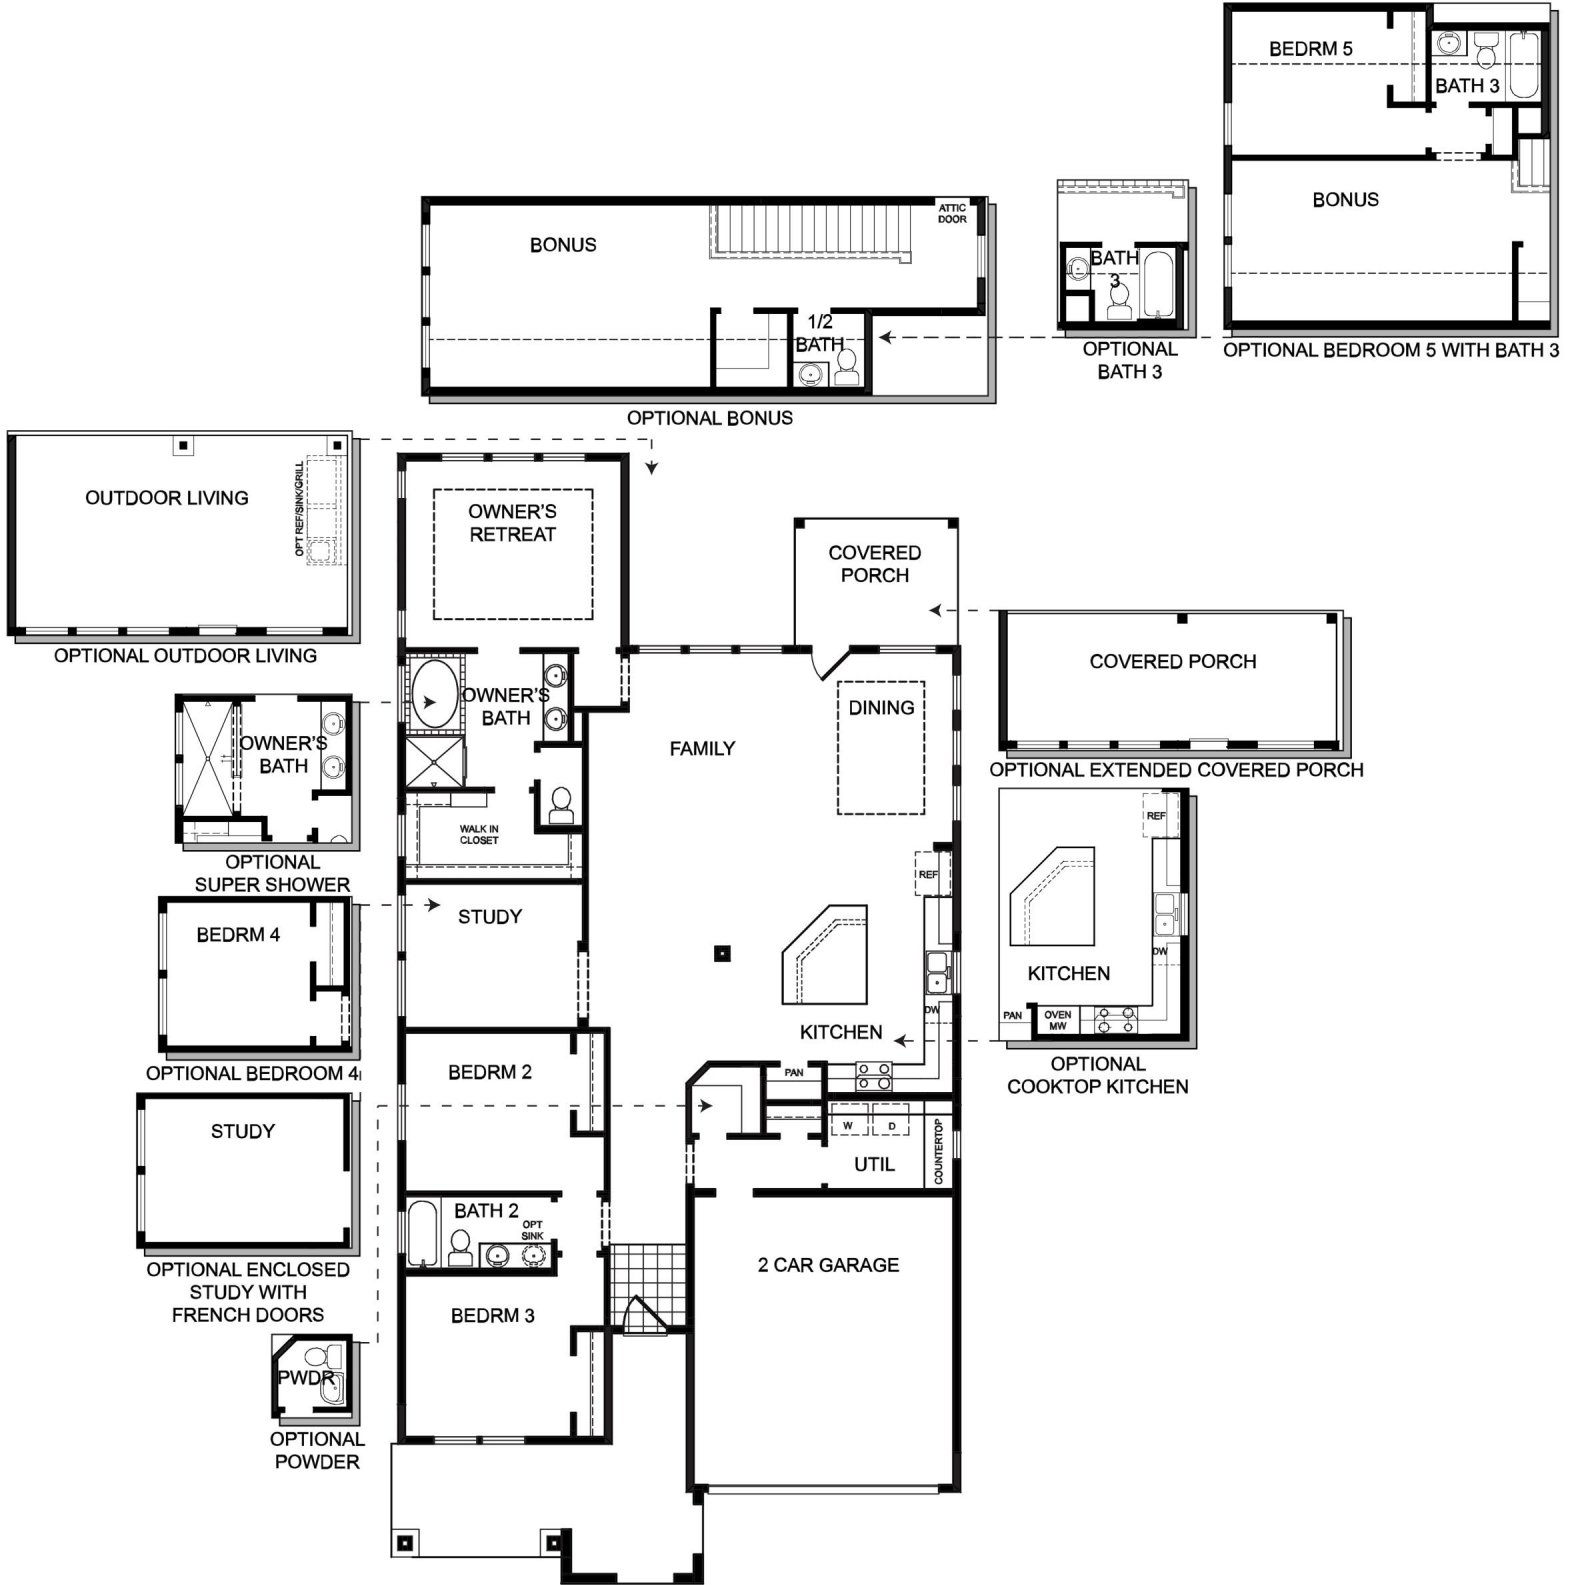 BEDRM 5
BATH 3
BONUS
OPTIONAL BEDROOM 5 WITH BATH 3
BATH
3
OPTIONAL
BATH 3
BONUS
ATTIC
DOOR
1/2
BATH
OPTIONAL BONUS
OUTDOOR LIVING
OPT REF/SINK/GRILL
OPTIONAL OUTDOOR LIVING
OWNER'S
RETREAT
COVERED
PORCH
COVERED PORCH
OPTIONAL EXTENDED COVERED PORCH
OWNER'S
BATH
OPTIONAL
SUPER SHOWER
OWNER'S
BATH
WALK IN
CLOSET
FAMILY
DINING
REF
KITCHEN
DW
PAN
REF
DW
KITCHEN
PAN
OVEN
MW
OPTIONAL
COOKTOP KITCHEN
BEDRM 4
OPTIONAL BEDROOM 4
STUDY
STUDY
OPTIONAL ENCLOSED
STUDY WITH
FRENCH DOORS
BEDRM 2
W
D
UTIL
COUNTERTOP
BATH 2
OPT
SINK
2 CAR GARAGE
BEDRM 3
PWDR
OPTIONAL
POWDER